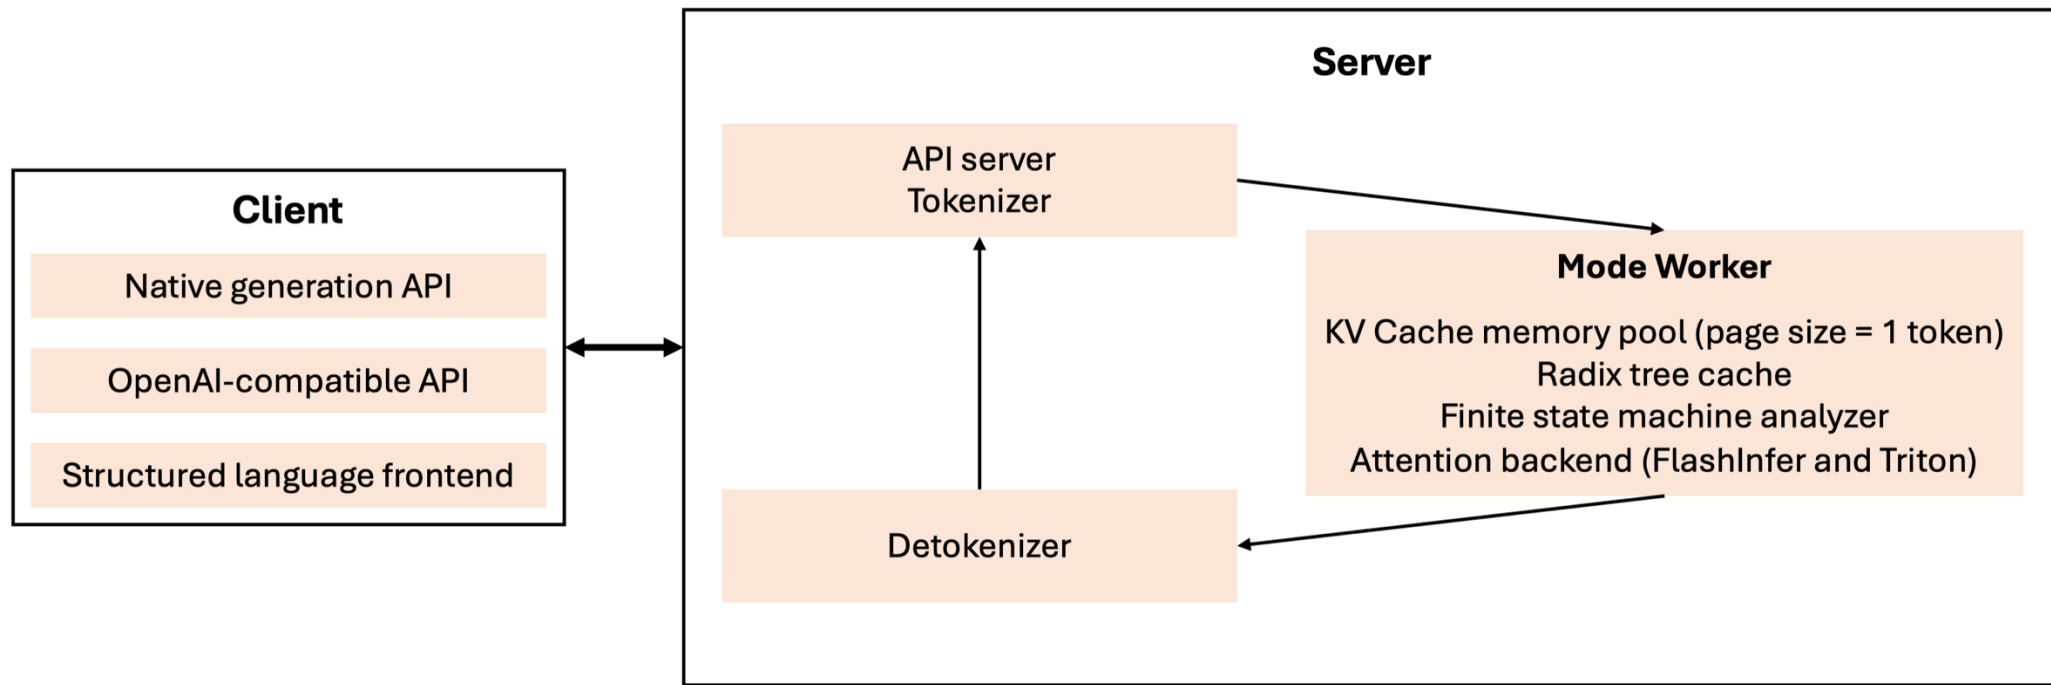 Client
Native generation API
OpenAI-compatible API
Structured language frontend
Server
API server
Tokenizer
Mode Worker
KV Cache memory pool (page size = 1 token)
Radix tree cache
Finite state machine analyzer
Attention backend (FlashInfer and Triton)
Detokenizer